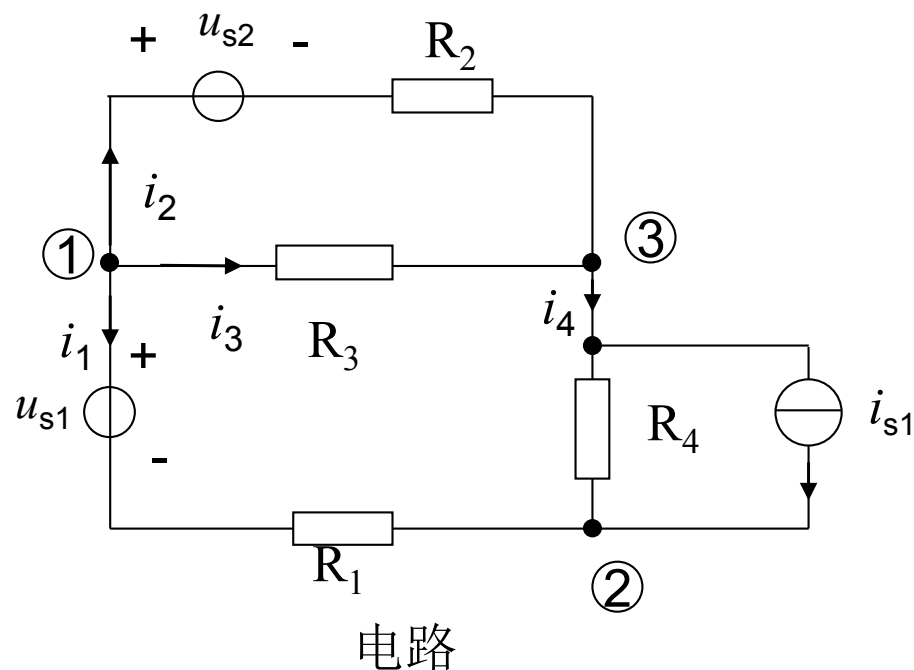 + u_s2 - R_2
i_2
① ③
i_1 i_3 R_3 i_4
+
u_s1 R_4 i_s1
-
R_1 ②
电路